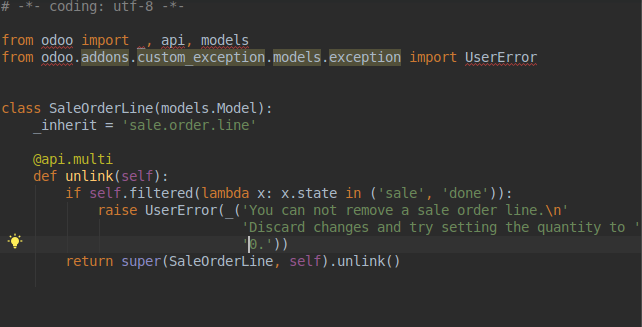 # -*- coding: utf-8 -*-
from odoo import _, api, models
from odoo.addons.custom_exception.models.exception import UserError
class SaleOrderLine(models.Model):
_inherit = 'sale.order.line'
@api.multi
def unlink(self):
if self.filtered(lambda x: x.state in ('sale', 'done')):
raise UserError(_('You can not remove a sale order line.\n'
'Discard changes and try setting the quantity to '
'0.'))
return super(SaleOrderLine, self).unlink()